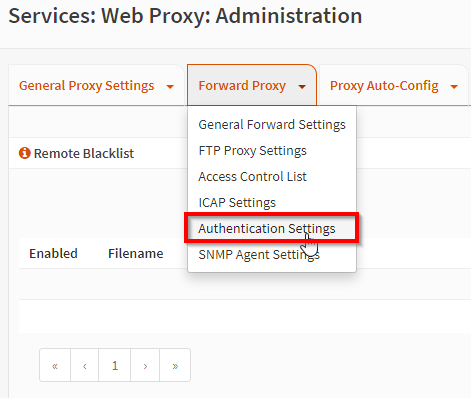 Services: Web Proxy: Administration
General Proxy Settings
Forward Proxy
Proxy Auto-Config
General Forward Settings
FTP Proxy Settings
Remote Blacklist
Access Control List
ICAP Settings
Authentication Settings
Enabled
Filename
SNMP Agent Settings
« ‹ 1 › »